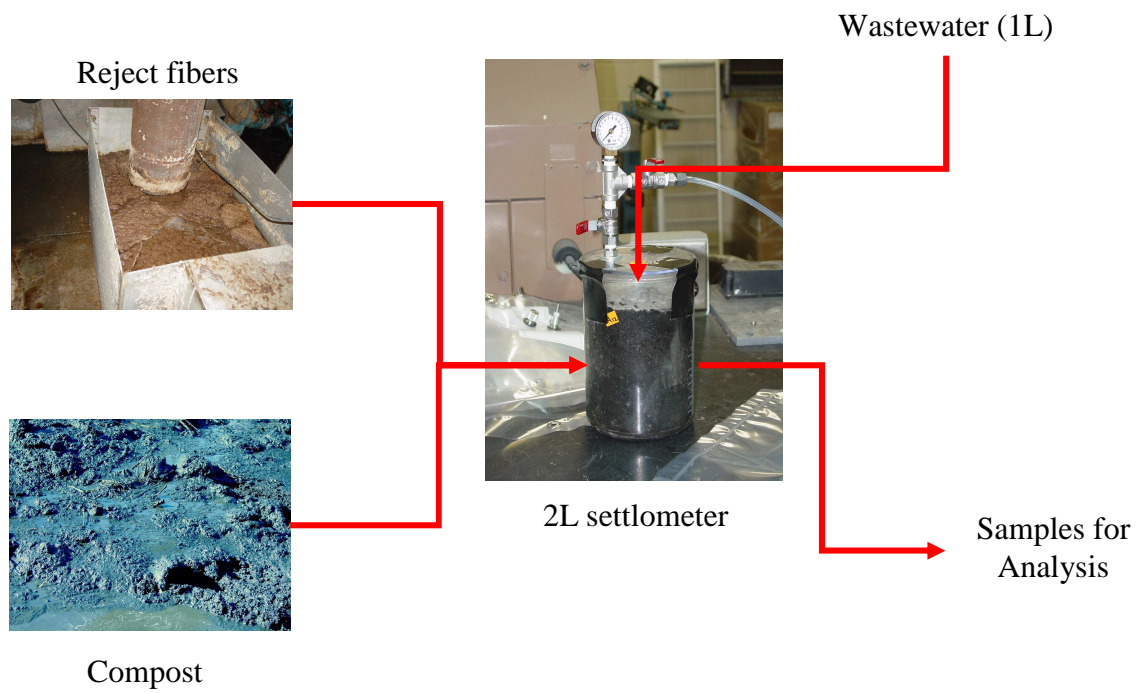 Wastewater (1L)
Reject fibers
2L settlometer
Samples for
Analysis
Compost